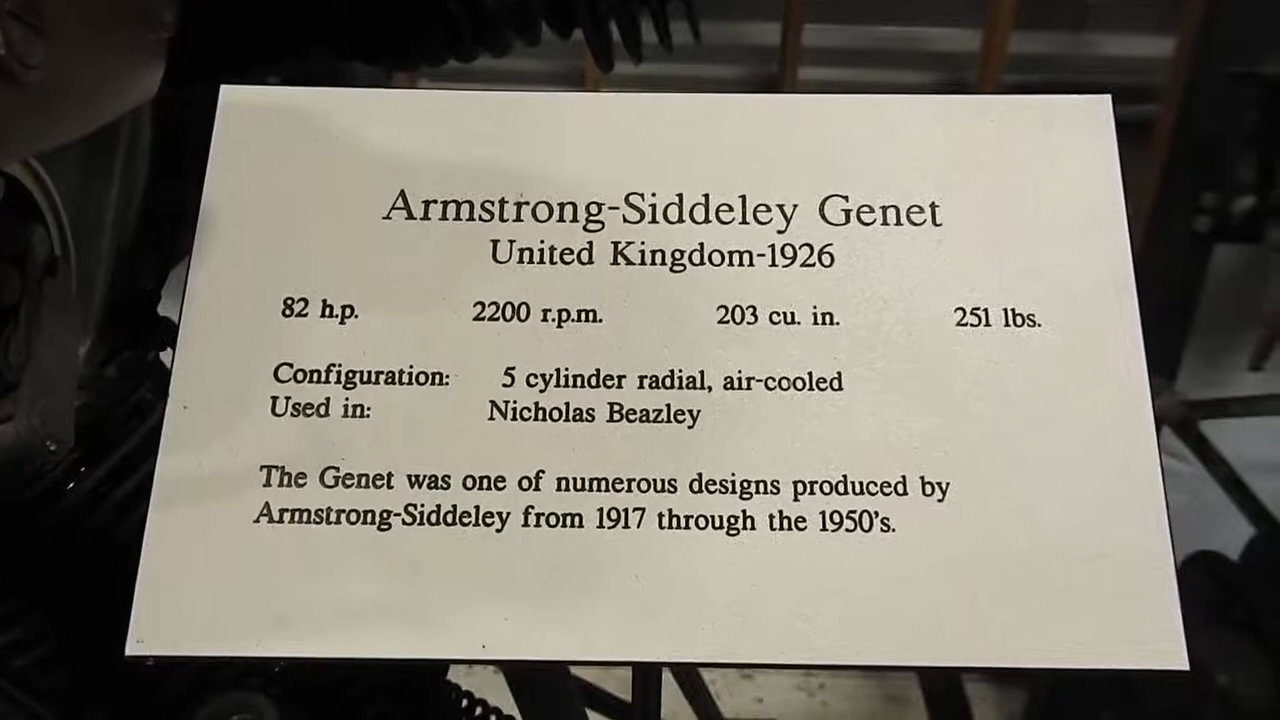 Armstrong-Siddeley Genet
United Kingdom-1926
82 h.p. 2200 r.p.m. 203 cu. in. 251 lbs.
Configuration: 5 cylinder radial, air-cooled
Used in: Nicholas Beazley
The Genet was one of numerous designs produced by
Armstrong-Siddeley from 1917 through the 1950's.